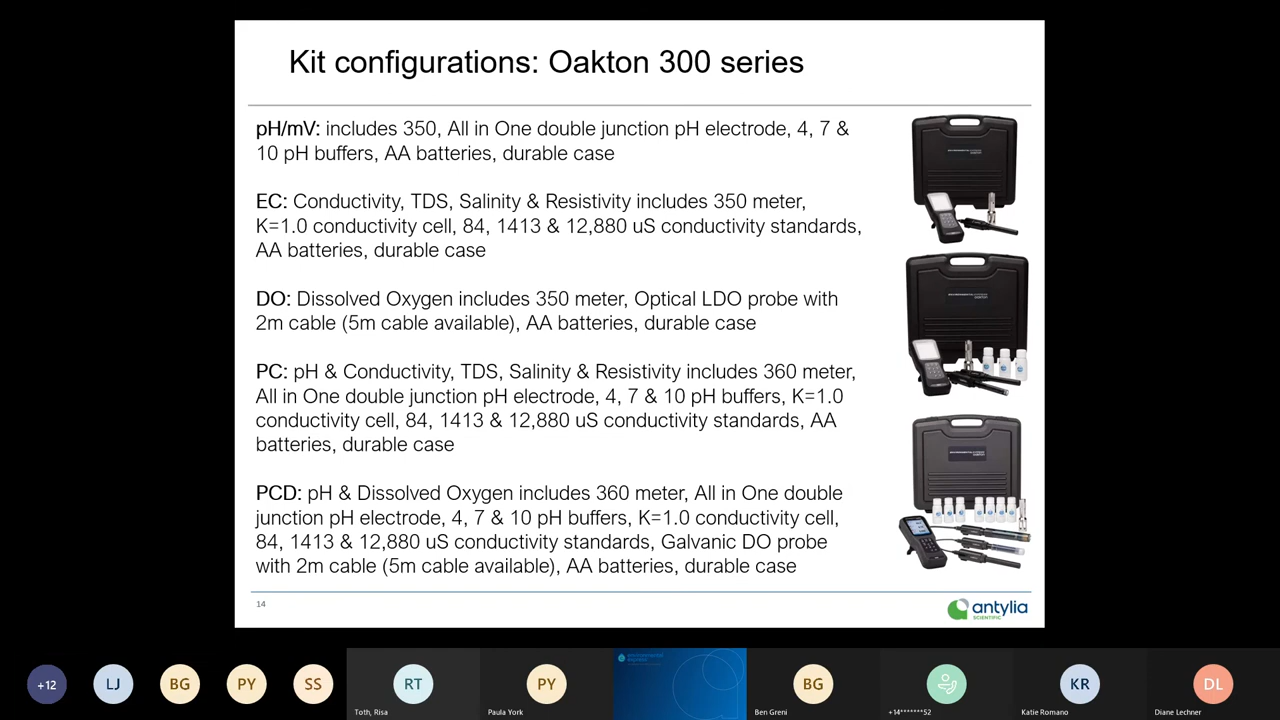 Kit configurations: Oakton 300 series
pH/mV: includes 350, All in One double junction pH electrode, 4, 7 &
10 pH buffers, AA batteries, durable case
EC: Conductivity, TDS, Salinity & Resistivity includes 350 meter,
K=1.0 conductivity cell, 84, 1413 & 12,880 uS conductivity standards,
AA batteries, durable case
DO: Dissolved Oxygen includes 350 meter, Optical LDO probe with
2m cable (5m cable available), AA batteries, durable case
PC: pH & Conductivity, TDS, Salinity & Resistivity includes 360 meter,
All in One double junction pH electrode, 4, 7 & 10 pH buffers, K=1.0
conductivity cell, 84, 1413 & 12,880 uS conductivity standards, AA
batteries, durable case
PCD: pH & Dissolved Oxygen includes 360 meter, All in One double
junction pH electrode, 4, 7 & 10 pH buffers, K=1.0 conductivity cell,
84, 1413 & 12,880 uS conductivity standards, Galvanic DO probe
with 2m cable (5m cable available), AA batteries, durable case
14
antylia
SCIENTIFIC
+12
LJ
BG
PY
SS
RT
Toth, Risa
PY
Paula York
environmental
express
BG
Ben Greni
+14*******52
KR
Katie Romano
DL
Diane Lechner